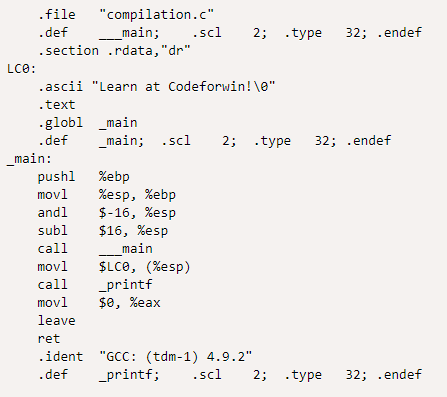 .file "compilation.c"
.def ___main; .scl 2; .type 32; .endef
.section .rdata,"dr"
LC0:
.ascii "Learn at Codeforwin!\0"
.text
.globl _main
.def _main; .scl 2; .type 32; .endef
_main:
pushl %ebp
movl %esp, %ebp
andl $-16, %esp
subl $16, %esp
call ___main
movl $LC0, (%esp)
call _printf
movl $0, %eax
leave
ret
.ident "GCC: (tdm-1) 4.9.2"
.def _printf; .scl 2; .type 32; .endef